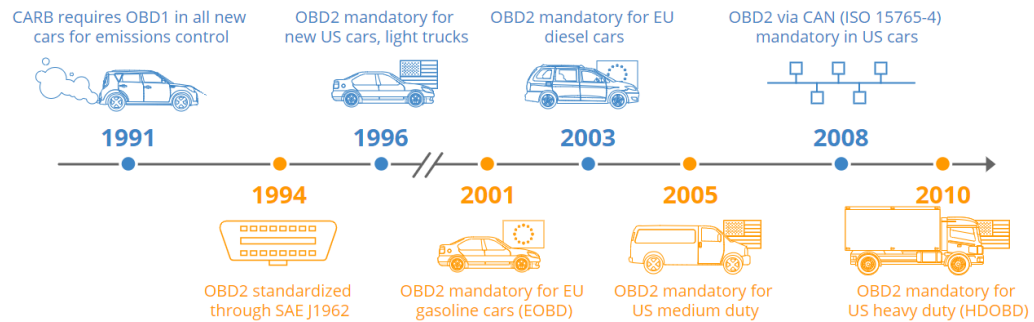 CARB requires OBD1 in all new
cars for emissions control
1991
OBD2 standardized
through SAE J1962
1994
OBD2 mandatory for
new US cars, light trucks
1996
OBD2 mandatory for EU
gasoline cars (EOBD)
2001
OBD2 mandatory for EU
diesel cars
2003
OBD2 mandatory for
US medium duty
2005
OBD2 via CAN (ISO 15765-4)
mandatory in US cars
2008
OBD2 mandatory for
US heavy duty (HDOBD)
2010